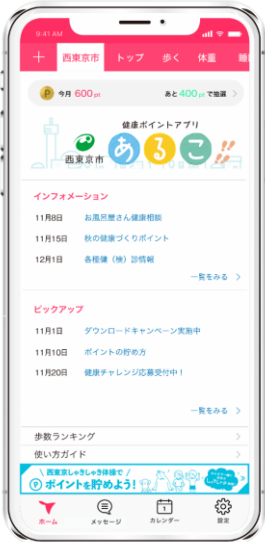 9:41 AM
＋ 西東京市 トップ 歩く 体重 睡
P 今月 600 pt あと 400 pt で抽選
健康ポイントアプリ
西東京市 あるこ!!
インフォメーション
11月8日 お風呂屋さん健康相談
11月15日 秋の健康づくりポイント
12月1日 各種健（検）診情報
一覧をみる
ピックアップ
11月1日 ダウンロードキャンペーン実施中
11月10日 ポイントの貯め方
11月20日 健康チャレンジ応募受付中！
一覧をみる
歩数ランキング
使い方ガイド
西東京しゃきしゃき体操で
P ポイントを貯めよう!
ホーム メッセージ カレンダー 設定